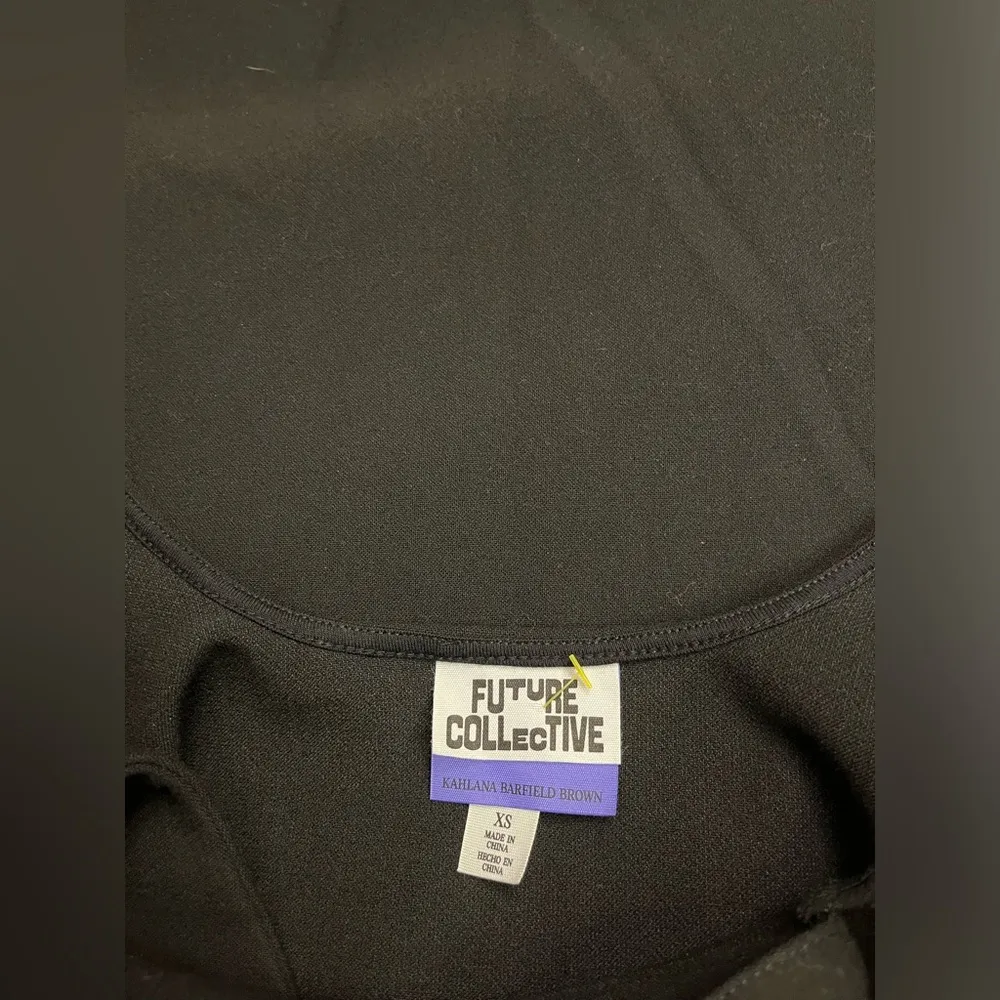 FUTURE
COLLECTIVE
KAHLANA BARFIELD BROWN
XS
MADE IN
CHINA
HECHO EN
CHINA